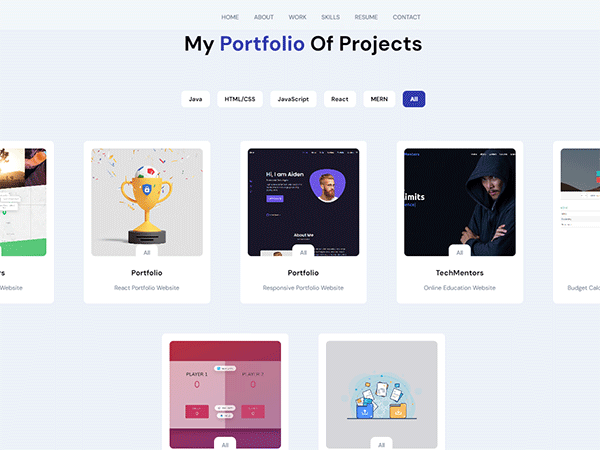 HOME ABOUT WORK SKILLS RESUME CONTACT
My Portfolio Of Projects
Java HTML/CSS JavaScript React MERN All
Hi, I am Aiden
About Me
Limits
All All All
rs Portfolio Portfolio TechMentors
Website React Portfolio Website Responsive Portfolio Website Online Education Website Budget Calc
PLAYER 1 PLAYER 2
0 0
All All